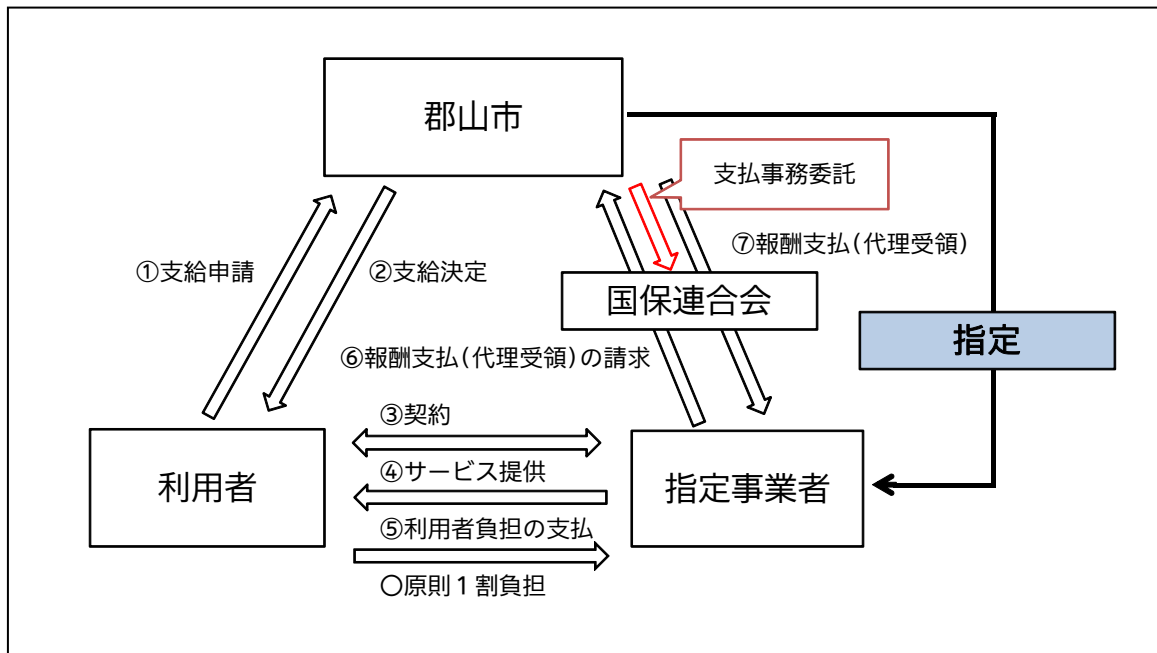 郡山市
支払事務委託
⑦報酬支払(代理受領)
①支給申請
②支給決定
国保連合会
指定
⑥報酬支払(代理受領)の請求
③契約
利用者
④サービス提供
指定事業者
⑤利用者負担の支払
〇原則1割負担